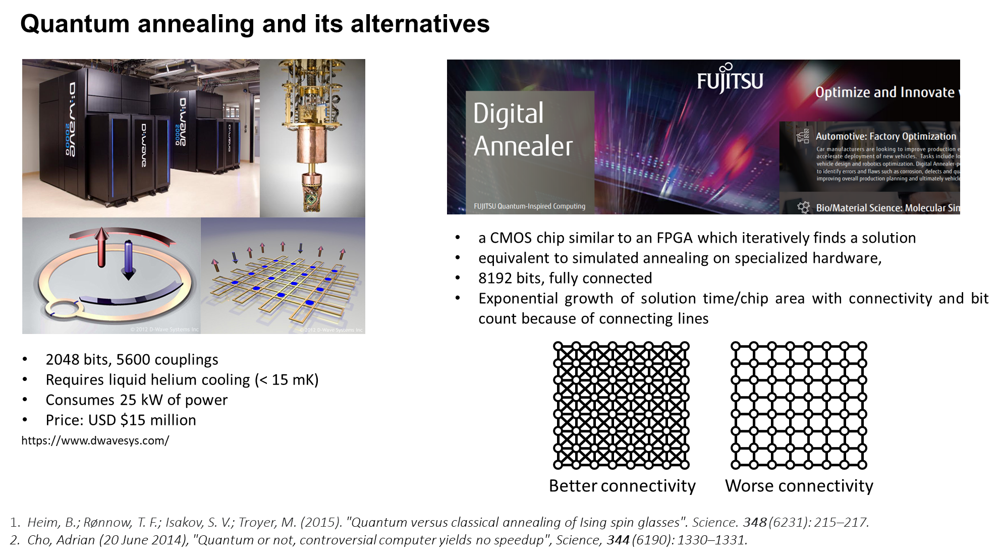 Quantum annealing and its alternatives
D:wave
2000Q
D:wave
D:wave
2000Q
D:wave
© 2012 D-Wave Systems Inc
© 2012 D-Wave Systems Inc
• 2048 bits, 5600 couplings
• Requires liquid helium cooling (< 15 mK)
• Consumes 25 kW of power
• Price: USD $15 million
https://www.dwavesys.com/
FUJITSU
Digital
Annealer
FUJITSU Quantum-Inspired Computing
Optimize and Innovate
Automotive: Factory Optimization
Car manufacturers are looking to improve production e
accelerate deployment of new vehicles. Tasks include lo
vehicle design and robotics optimization. Digital Annealer-p
to identify errors and flaws such as corrosion, defects and qu
improving overall production planning and ultimately vehicle
Bio/Material Science: Molecular Sim
• a CMOS chip similar to an FPGA which iteratively finds a solution
• equivalent to simulated annealing on specialized hardware,
• 8192 bits, fully connected
• Exponential growth of solution time/chip area with connectivity and bit
count because of connecting lines
Better connectivity
Worse connectivity
1. Heim, B.; Rønnow, T. F.; Isakov, S. V.; Troyer, M. (2015). "Quantum versus classical annealing of Ising spin glasses". Science. 348 (6231): 215–217.
2. Cho, Adrian (20 June 2014), "Quantum or not, controversial computer yields no speedup", Science, 344 (6190): 1330–1331.